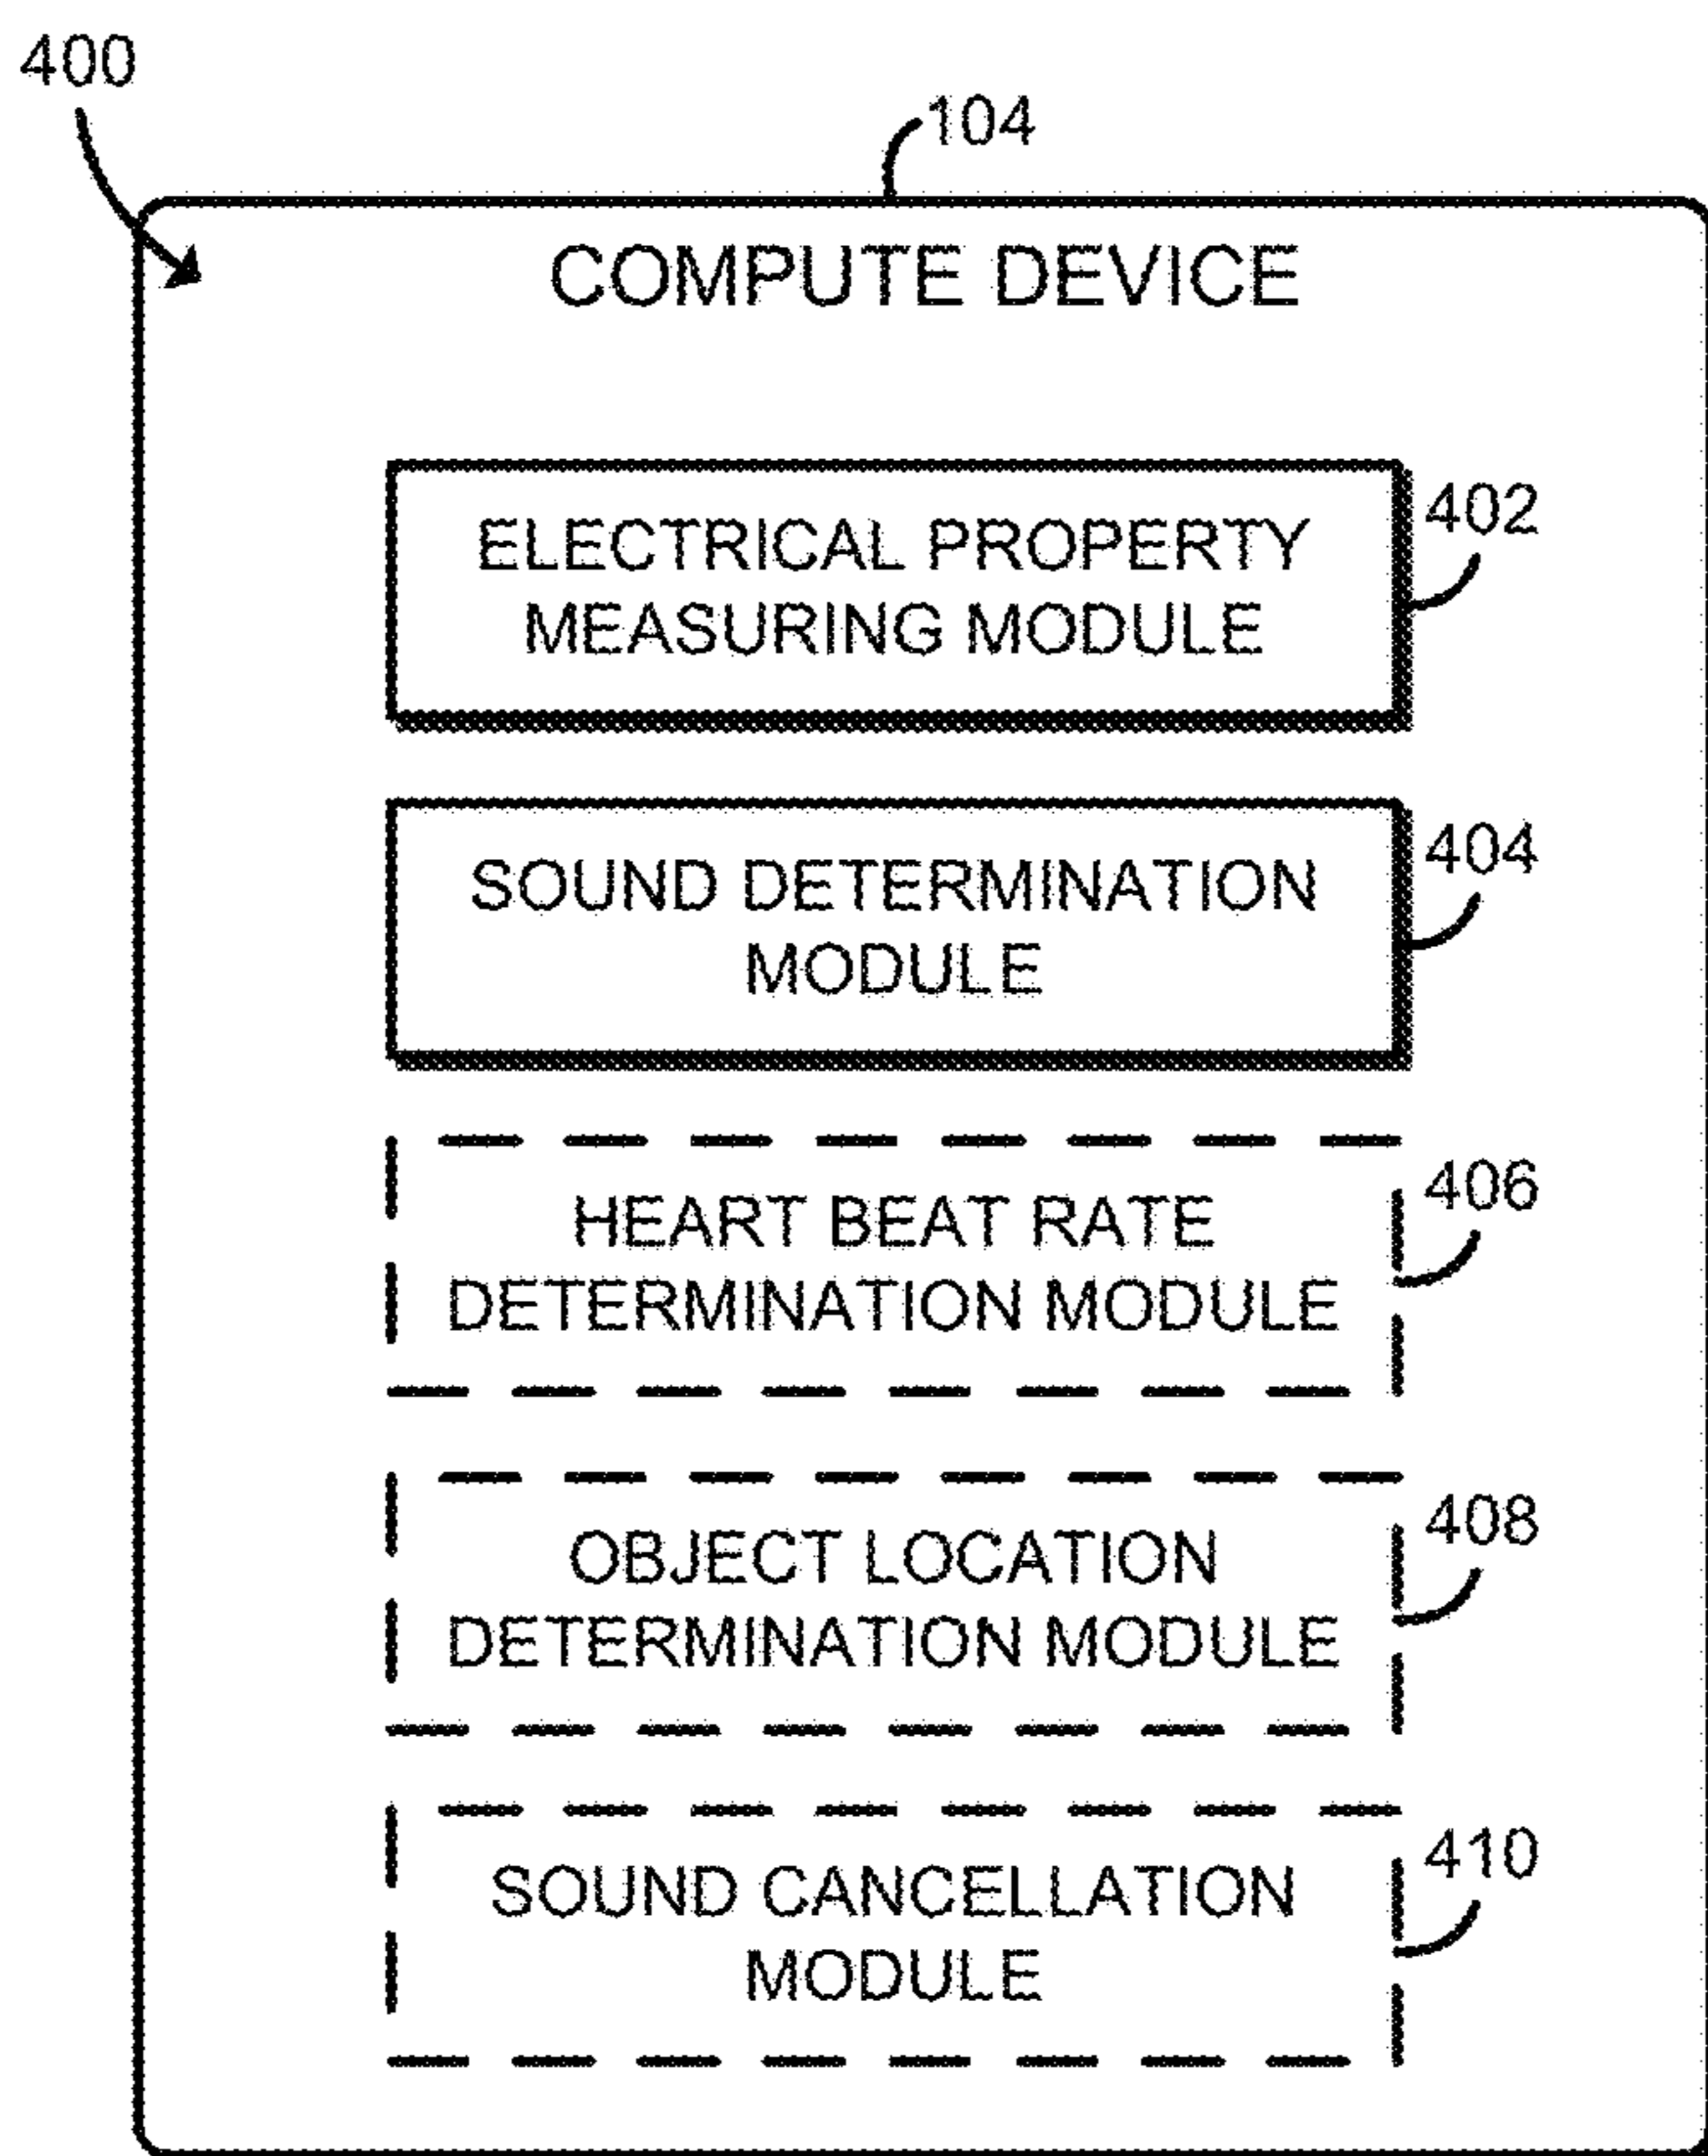 400
104
COMPUTE DEVICE
402
ELECTRICAL PROPERTY
MEASURING MODULE
404
SOUND DETERMINATION
MODULE
406
HEART BEAT RATE
DETERMINATION MODULE
408
OBJECT LOCATION
DETERMINATION MODULE
410
SOUND CANCELLATION
MODULE